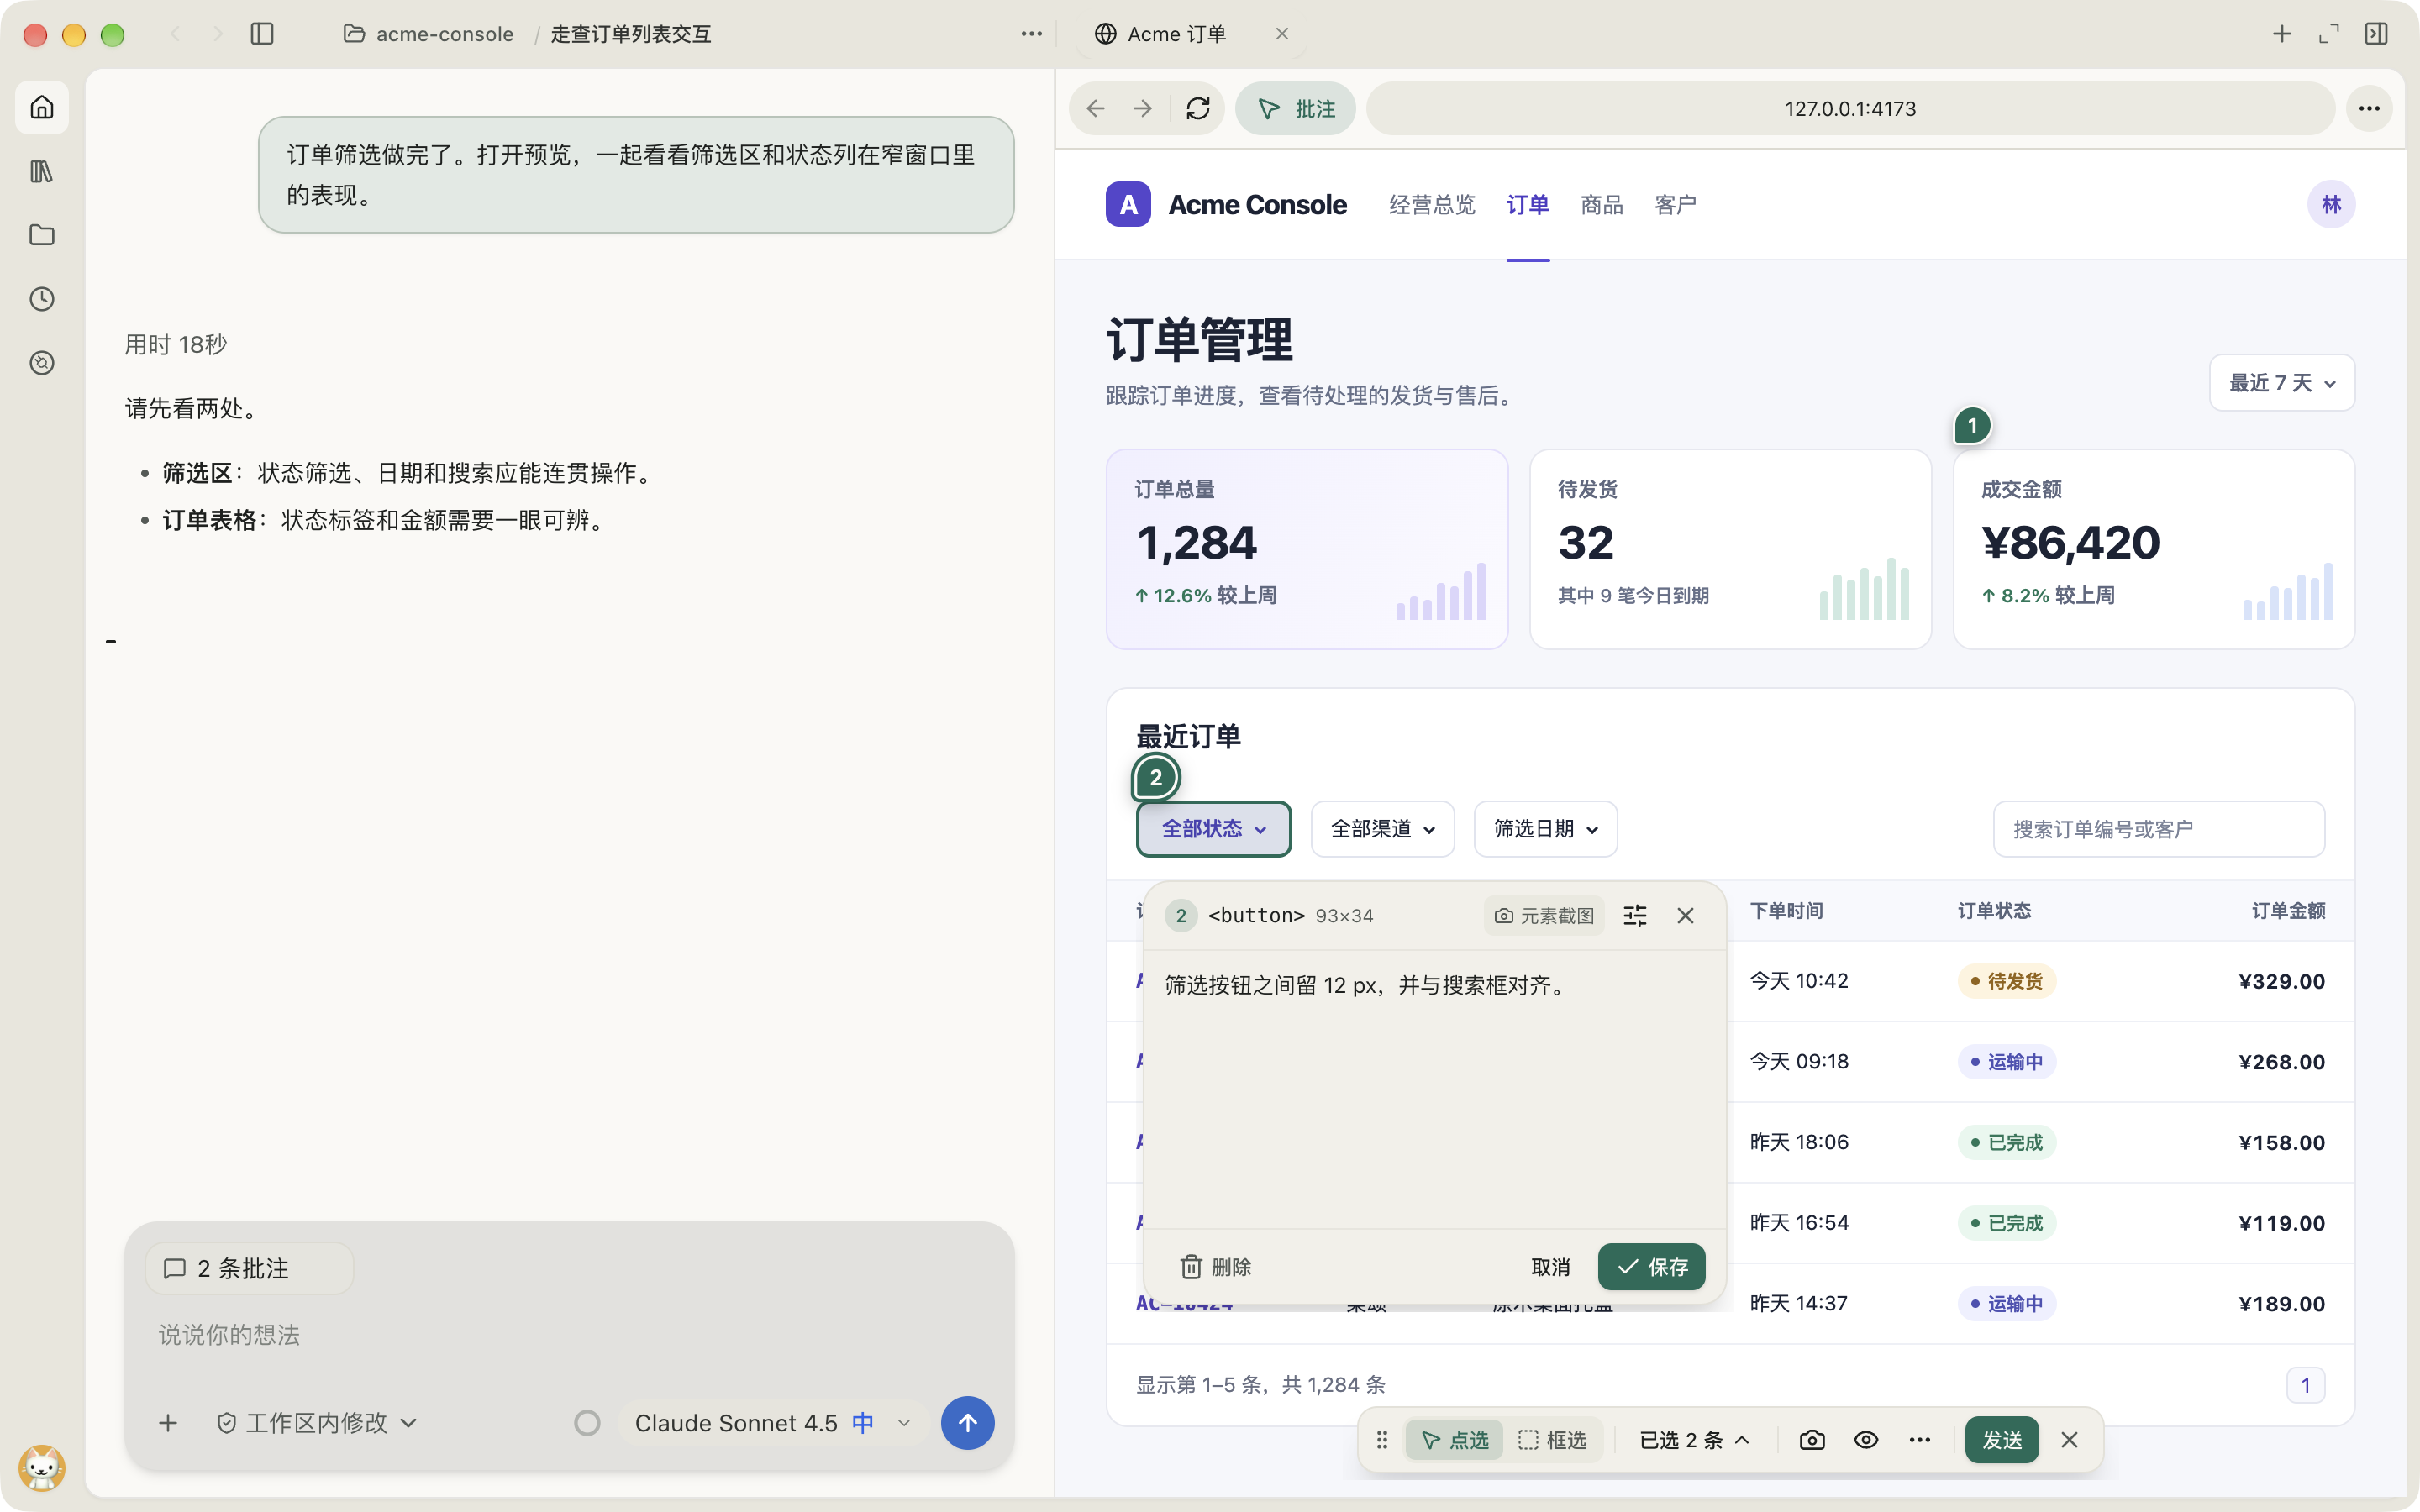 acme-console / 走查订单列表交互
Acme 订单
订单筛选做完了。打开预览，一起看看筛选区和状态列在窄窗口里
的表现。
用时 18秒
请先看两处。
筛选区：状态筛选、日期和搜索应能连贯操作。
订单表格：状态标签和金额需要一眼可辨。
2 条批注
说说你的想法
工作区内修改
Claude Sonnet 4.5 中
批注
127.0.0.1:4173
A Acme Console 经营总览 订单 商品 客户 林
订单管理
跟踪订单进度，查看待处理的发货与售后。
最近 7 天
1
订单总量
1,284
↑ 12.6% 较上周
待发货
32
其中 9 笔今日到期
成交金额
¥86,420
↑ 8.2% 较上周
最近订单
2
全部状态 全部渠道 筛选日期 搜索订单编号或客户
下单时间 订单状态 订单金额
2 <button> 93×34 元素截图
筛选按钮之间留 12 px，并与搜索框对齐。
删除 取消 保存
今天 10:42 待发货 ¥329.00
今天 09:18 运输中 ¥268.00
昨天 18:06 已完成 ¥158.00
昨天 16:54 已完成 ¥119.00
昨天 14:37 运输中 ¥189.00
显示第 1–5 条，共 1,284 条 1
点选 框选 已选 2 条 发送